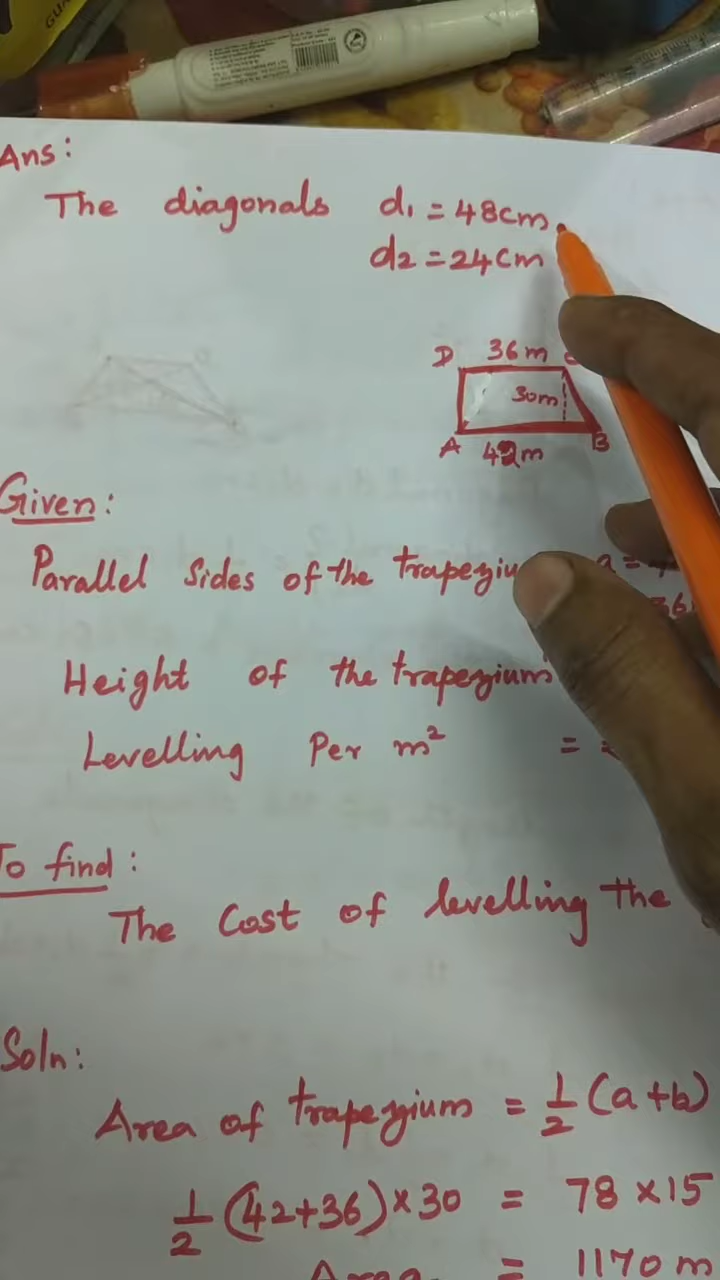 Ans:
The diagonals d₁ = 48cm
d₂ = 24cm
D 36m
30m
A 42m B
Given:
Parallel sides of the a =
36
Height of the trapezium
Levelling Per m² =
To find:
The cost of levelling the
Soln:
Area of trapezium = 1/2 (a+b)
1/2 (42+36) × 30 = 78 × 15
Area = 1170 m